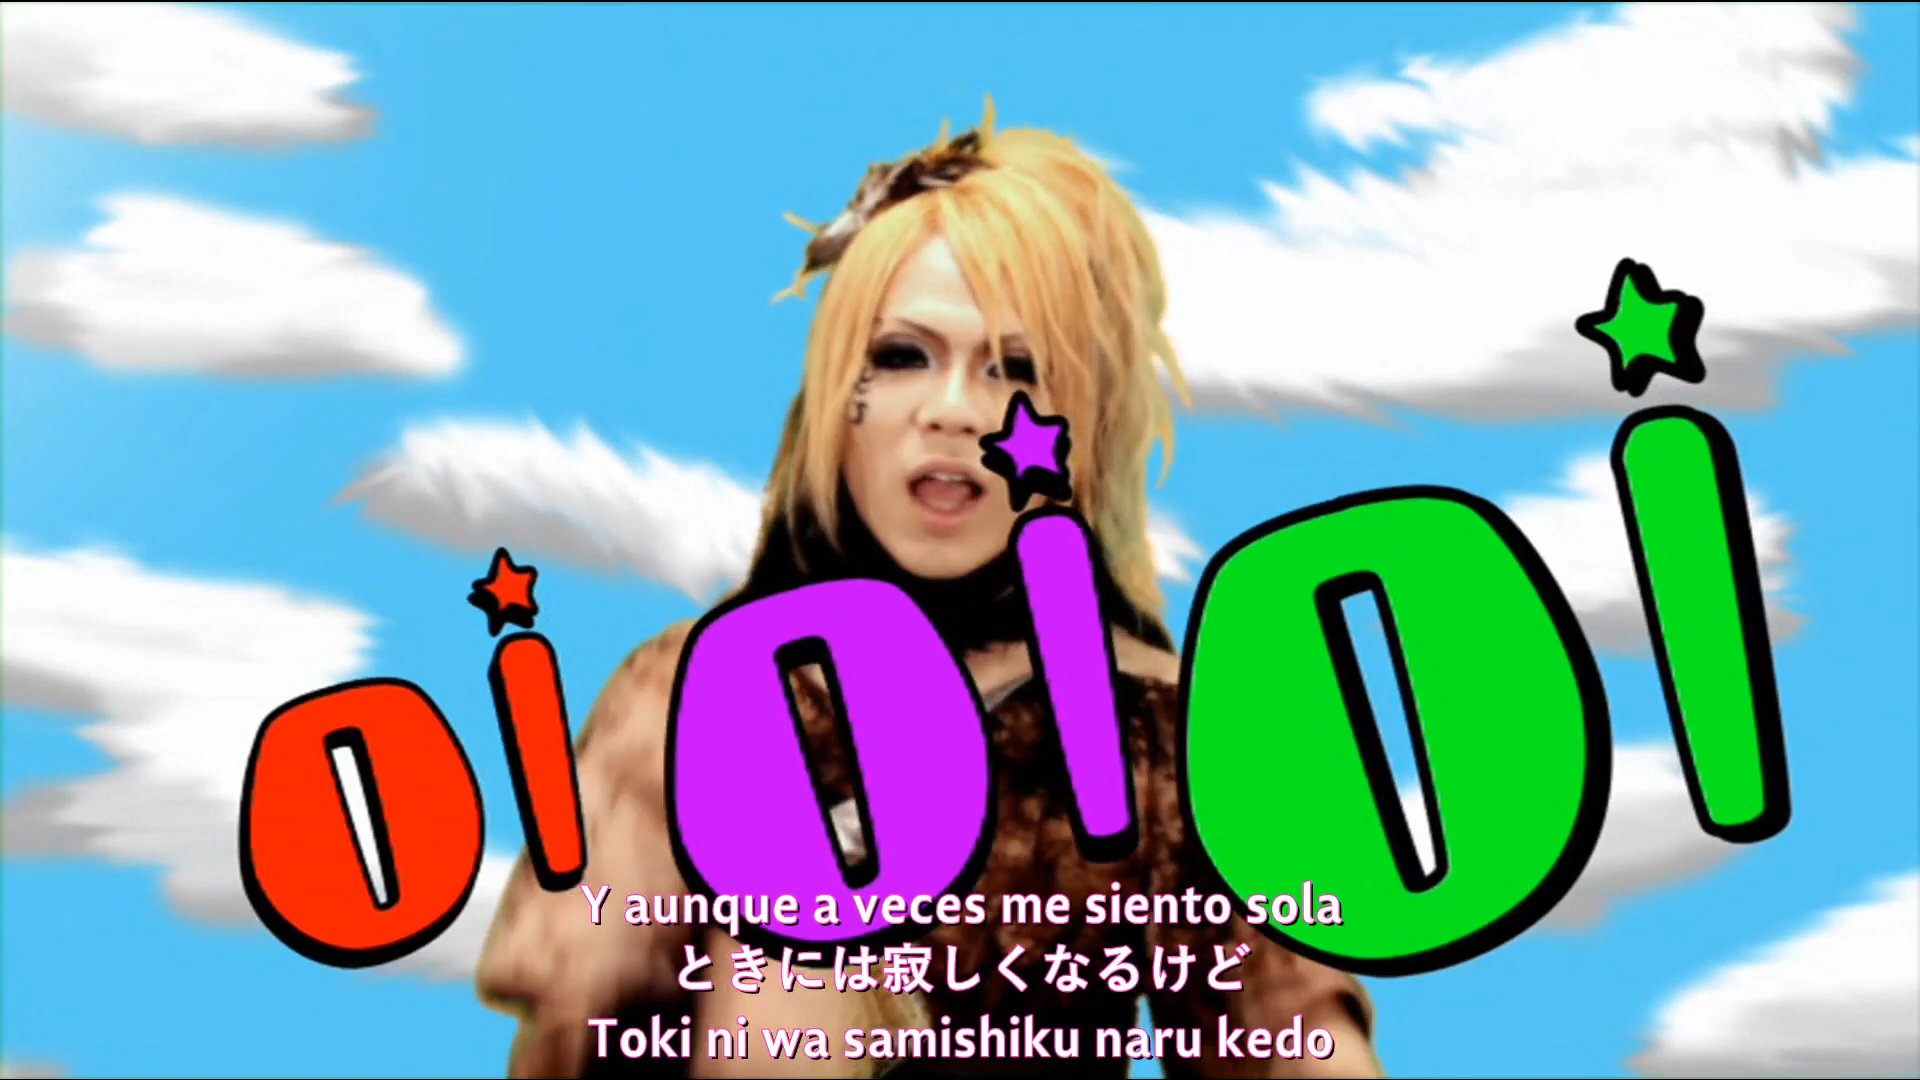 oi oi oi
Y aunque a veces me siento sola
ときには寂しくなるけど
Toki ni wa samishiku naru kedo